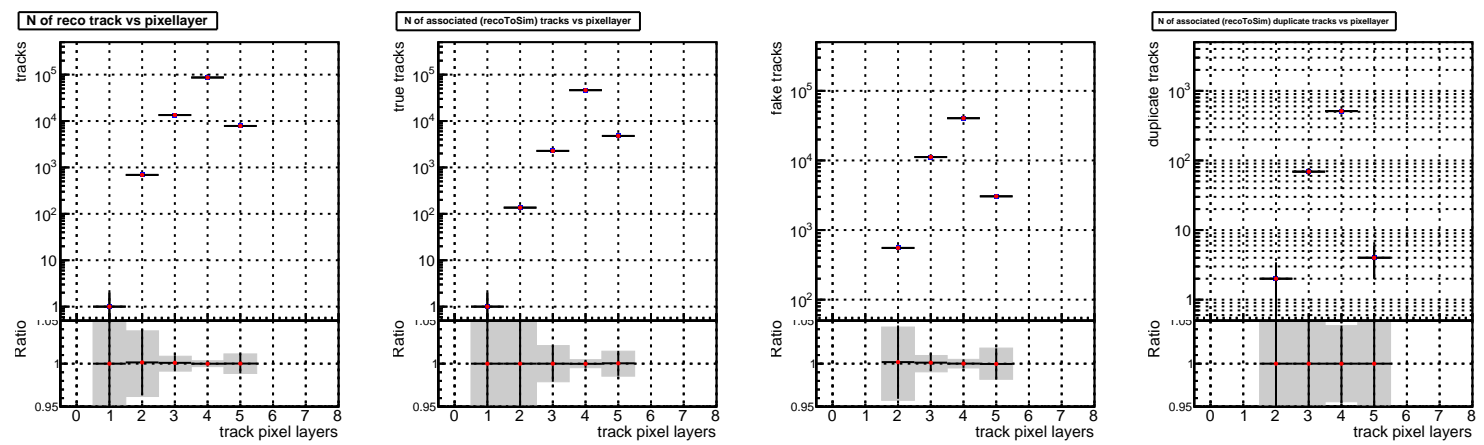 N of reco track vs pixellayer
tracks
10^5
10^4
10^3
10^2
10
1
Ratio
1.05
1
0.95
0 1 2 3 4 5 6 7 8
track pixel layers
N of associated (recoToSim) tracks vs pixellayer
true tracks
10^5
10^4
10^3
10^2
10
1
Ratio
1.05
1
0.95
0 1 2 3 4 5 6 7 8
track pixel layers
fake tracks
10^5
10^4
10^3
10^2
Ratio
1.05
1
0.95
0 1 2 3 4 5 6 7 8
track pixel layers
N of associated (recoToSim) duplicate tracks vs pixellayer
duplicate tracks
10^3
10^2
10
1
Ratio
1.05
1
0.95
0 1 2 3 4 5 6 7 8
track pixel layers